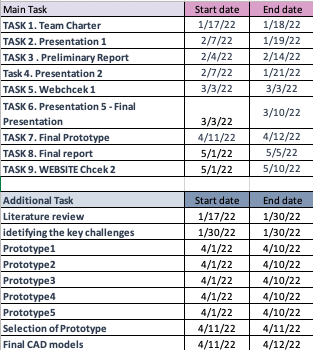 Main Task Start date End date
TASK 1. Team Charter 1/17/22 1/18/22
TASK 2. Presentation 1 2/7/22 1/19/22
TASK 3 . Preliminary Report 2/4/22 2/14/22
Task 4. Presentation 2 2/7/22 1/21/22
TASK 5. Webchcek 1 3/3/22 3/3/22
TASK 6. Presentation 5 - Final
Presentation 3/3/22 3/10/22
TASK 7. Final Prototype 4/11/22 4/12/22
TASK 8. Final report 5/1/22 5/5/22
TASK 9. WEBSITE Chcek 2 5/1/22 5/10/22
Additional Task Start date End date
Literature review 1/17/22 1/30/22
idetifying the key challenges 1/30/22 1/30/22
Prototype1 4/1/22 4/10/22
Prototype2 4/1/22 4/10/22
Prototype3 4/1/22 4/10/22
Prototype4 4/1/22 4/10/22
Prototype5 4/1/22 4/10/22
Selection of Prototype 4/11/22 4/11/22
Final CAD models 4/11/22 4/12/22